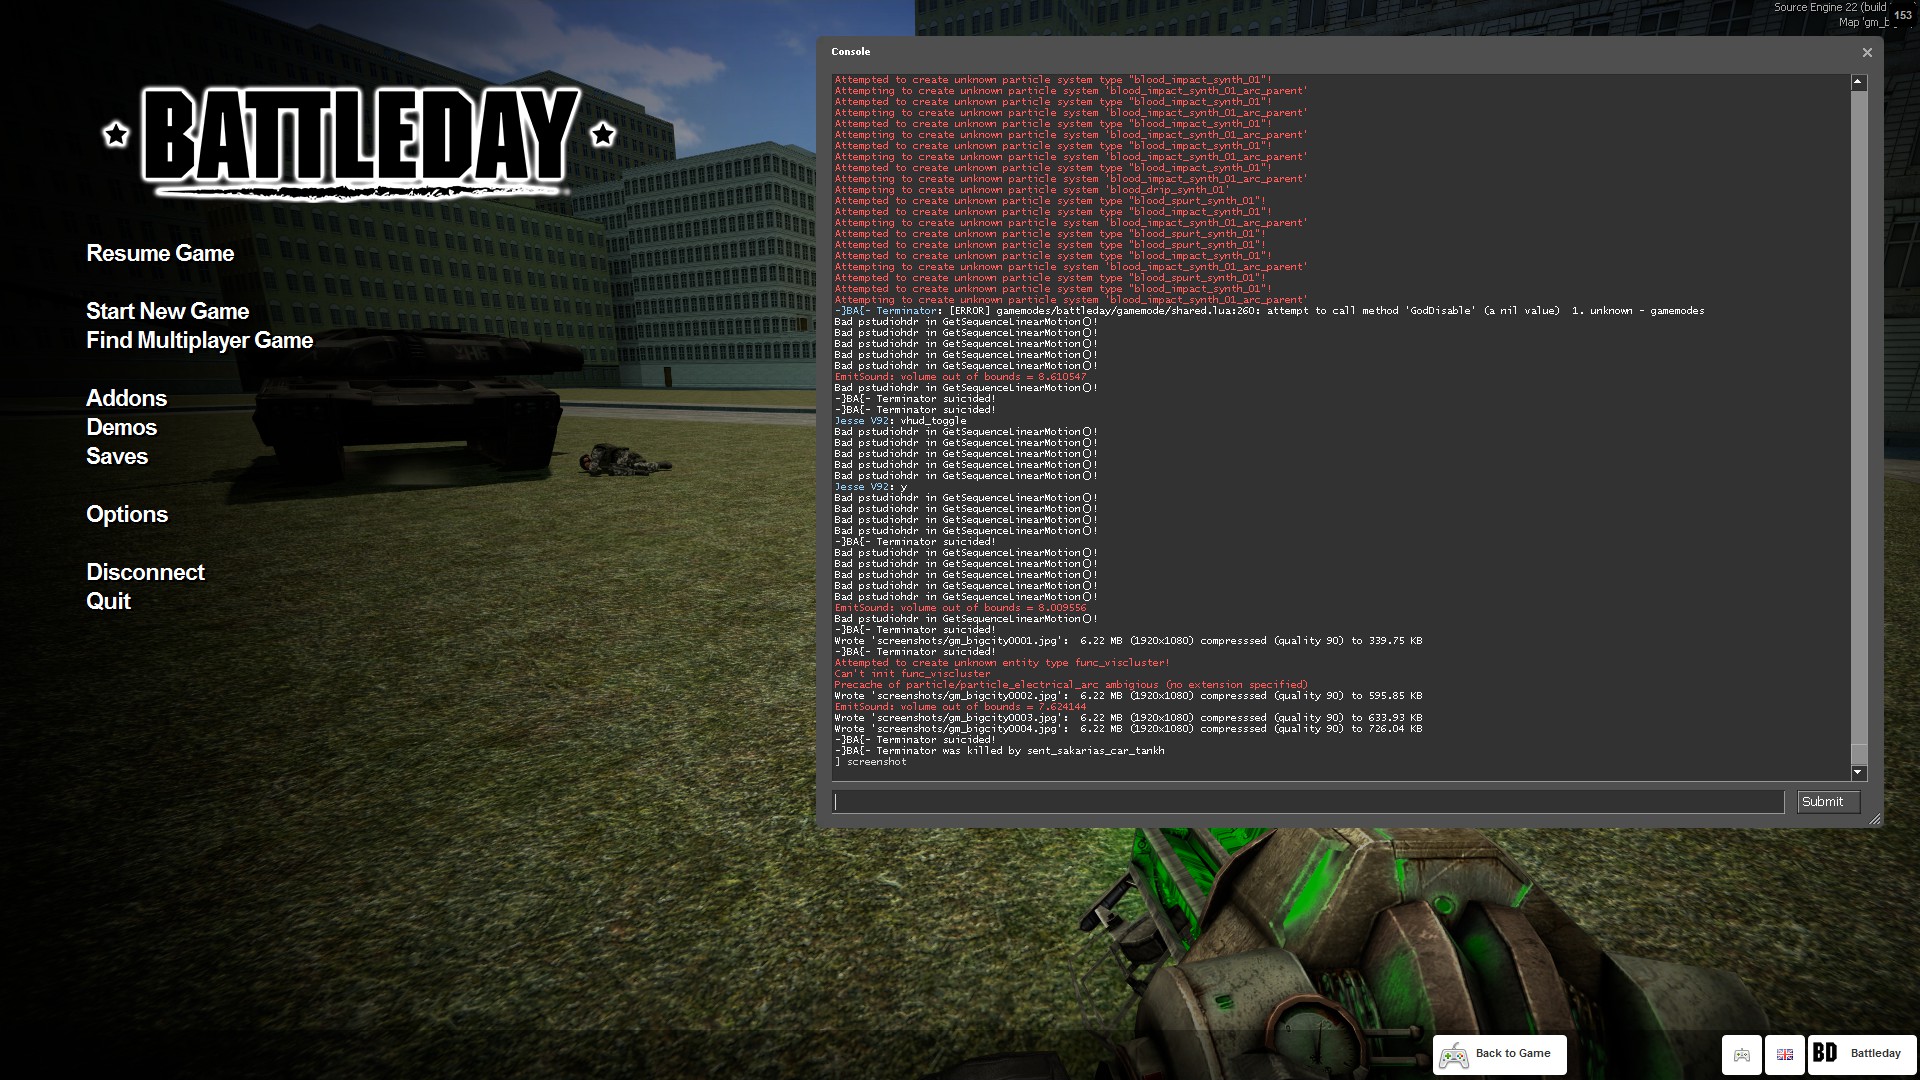 Source Engine 22 (build
153
Map 'gm_b
BATTLEDAY
Resume Game
Start New Game
Find Multiplayer Game
Addons
Demos
Saves
Options
Disconnect
Quit
Console
Attempted to create unknown particle system type "blood_impact_synth_01"!
Attempting to create unknown particle system 'blood_impact_synth_01_arc_parent'
Attempted to create unknown particle system type "blood_impact_synth_01"!
Attempting to create unknown particle system 'blood_impact_synth_01_arc_parent'
Attempted to create unknown particle system type "blood_impact_synth_01"!
Attempting to create unknown particle system 'blood_impact_synth_01_arc_parent'
Attempted to create unknown particle system type "blood_impact_synth_01"!
Attempting to create unknown particle system 'blood_impact_synth_01_arc_parent'
Attempted to create unknown particle system type "blood_impact_synth_01"!
Attempting to create unknown particle system 'blood_impact_synth_01_arc_parent'
Attempting to create unknown particle system 'blood_drip_synth_01'
Attempted to create unknown particle system type "blood_spurt_synth_01"!
Attempted to create unknown particle system type "blood_impact_synth_01"!
Attempting to create unknown particle system 'blood_impact_synth_01_arc_parent'
Attempted to create unknown particle system type "blood_spurt_synth_01"!
Attempted to create unknown particle system type "blood_spurt_synth_01"!
Attempted to create unknown particle system type "blood_impact_synth_01"!
Attempting to create unknown particle system 'blood_impact_synth_01_arc_parent'
Attempted to create unknown particle system type "blood_spurt_synth_01"!
Attempted to create unknown particle system type "blood_impact_synth_01"!
Attempting to create unknown particle system 'blood_impact_synth_01_arc_parent'
-}BA{- Terminator: [ERROR] gamemodes/battleday/gamemode/shared.lua:260: attempt to call method 'GodDisable' (a nil value)  1. unknown - gamemodes
Bad pstudiohdr in GetSequenceLinearMotion()!
Bad pstudiohdr in GetSequenceLinearMotion()!
Bad pstudiohdr in GetSequenceLinearMotion()!
Bad pstudiohdr in GetSequenceLinearMotion()!
Bad pstudiohdr in GetSequenceLinearMotion()!
EmitSound: volume out of bounds = 8.610547
Bad pstudiohdr in GetSequenceLinearMotion()!
-}BA{- Terminator suicided!
-}BA{- Terminator suicided!
Jesse V92: vhud_toggle
Bad pstudiohdr in GetSequenceLinearMotion()!
Bad pstudiohdr in GetSequenceLinearMotion()!
Bad pstudiohdr in GetSequenceLinearMotion()!
Bad pstudiohdr in GetSequenceLinearMotion()!
Bad pstudiohdr in GetSequenceLinearMotion()!
Jesse V92: y
Bad pstudiohdr in GetSequenceLinearMotion()!
Bad pstudiohdr in GetSequenceLinearMotion()!
Bad pstudiohdr in GetSequenceLinearMotion()!
Bad pstudiohdr in GetSequenceLinearMotion()!
-}BA{- Terminator suicided!
Bad pstudiohdr in GetSequenceLinearMotion()!
Bad pstudiohdr in GetSequenceLinearMotion()!
Bad pstudiohdr in GetSequenceLinearMotion()!
Bad pstudiohdr in GetSequenceLinearMotion()!
Bad pstudiohdr in GetSequenceLinearMotion()!
EmitSound: volume out of bounds = 8.009556
Bad pstudiohdr in GetSequenceLinearMotion()!
-}BA{- Terminator suicided!
Wrote 'screenshots/gm_bigcity0001.jpg':  6.22 MB (1920x1080) compresssed (quality 90) to 339.75 KB
-}BA{- Terminator suicided!
Attempted to create unknown entity type func_viscluster!
Can't init func_viscluster
Precache of particle/particle_electrical_arc ambigious (no extension specified)
Wrote 'screenshots/gm_bigcity0002.jpg':  6.22 MB (1920x1080) compresssed (quality 90) to 595.85 KB
EmitSound: volume out of bounds = 7.624144
Wrote 'screenshots/gm_bigcity0003.jpg':  6.22 MB (1920x1080) compresssed (quality 90) to 633.93 KB
Wrote 'screenshots/gm_bigcity0004.jpg':  6.22 MB (1920x1080) compresssed (quality 90) to 726.04 KB
-}BA{- Terminator suicided!
-}BA{- Terminator was killed by sent_sakarias_car_tankh
] screenshot
Submit
Back to Game
BD Battleday